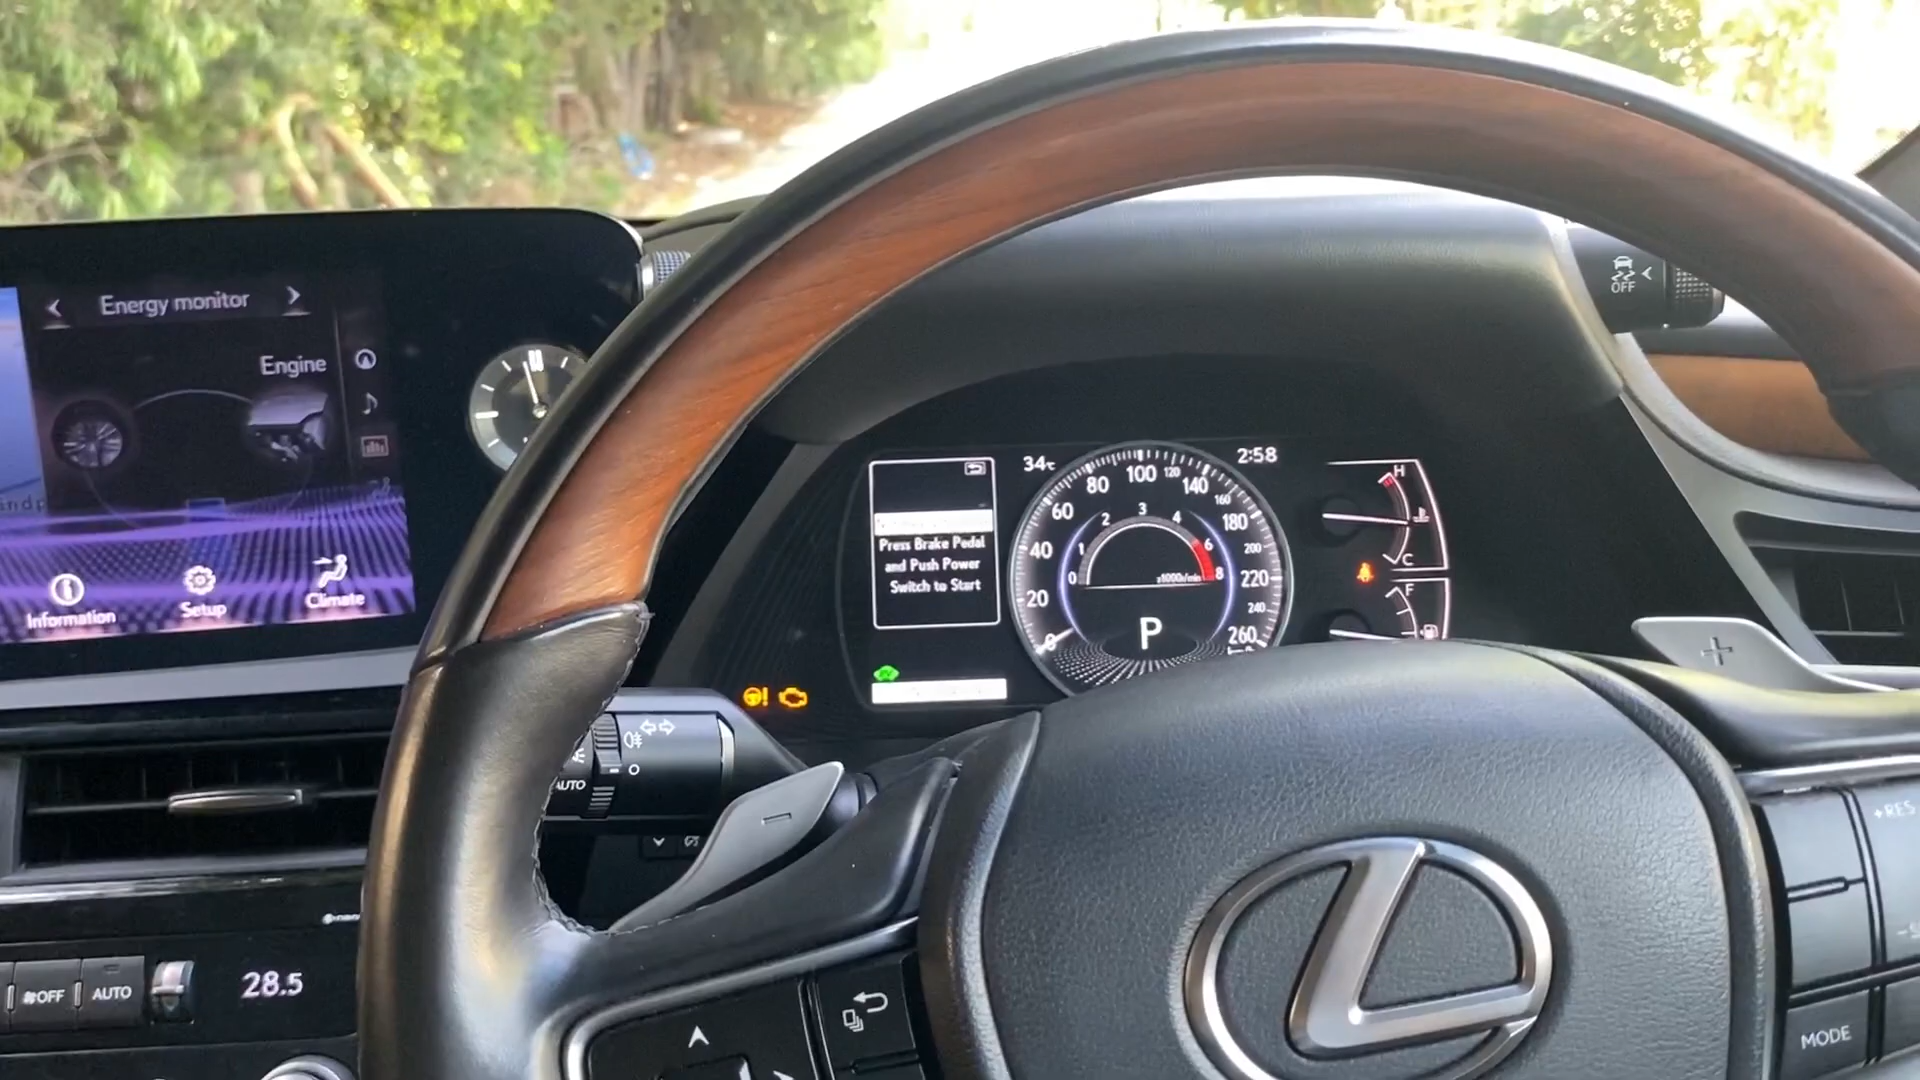 Energy monitor
Engine
Information
Setup
Climate
OFF
AUTO
28.5
AUTO
34°C
2:58
Press Brake Pedal
and Push Power
Switch to Start
0 20 40 60 80 100 120 140 160 180 200 220 240 260
0 1 2 3 4 6 8
x1000r/min
P
H
C
F
OFF
+
-
+RES
MODE